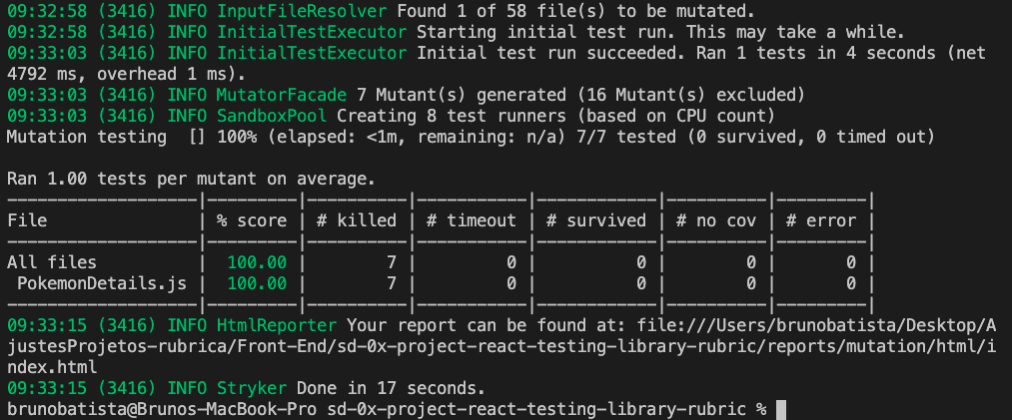 09:32:58 (3416) INFO InputFileResolver Found 1 of 58 file(s) to be mutated.
09:32:58 (3416) INFO InitialTestExecutor Starting initial test run. This may take a while.
09:33:03 (3416) INFO InitialTestExecutor Initial test run succeeded. Ran 1 tests in 4 seconds (net
4792 ms, overhead 1 ms).
09:33:03 (3416) INFO MutatorFacade 7 Mutant(s) generated (16 Mutant(s) excluded)
09:33:03 (3416) INFO SandboxPool Creating 8 test runners (based on CPU count)
Mutation testing  [] 100% (elapsed: <1m, remaining: n/a) 7/7 tested (0 survived, 0 timed out)
Ran 1.00 tests per mutant on average.
-------------------|---------|----------|-----------|------------|----------|---------|
File               | % score | # killed | # timeout | # survived | # no cov | # error |
-------------------|---------|----------|-----------|------------|----------|---------|
All files          |  100.00 |        7 |         0 |          0 |        0 |       0 |
 PokemonDetails.js |  100.00 |        7 |         0 |          0 |        0 |       0 |
-------------------|---------|----------|-----------|------------|----------|---------|
09:33:15 (3416) INFO HtmlReporter Your report can be found at: file:///Users/brunobatista/Desktop/A
justesProjetos-rubrica/Front-End/sd-0x-project-react-testing-library-rubric/reports/mutation/html/i
ndex.html
09:33:15 (3416) INFO Stryker Done in 17 seconds.
brunobatista@Brunos-MacBook-Pro sd-0x-project-react-testing-library-rubric %